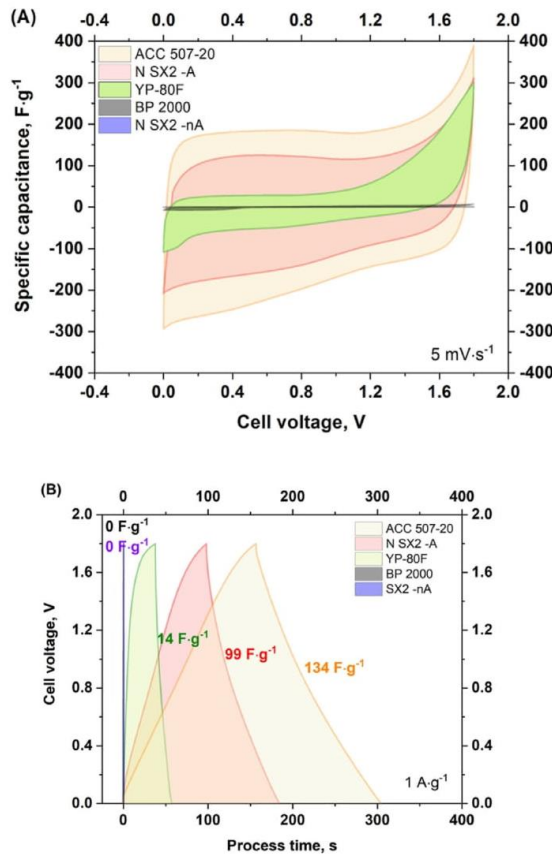 (A)
-0.4 0.0 0.4 0.8 1.2 1.6 2.0
400 400
300 300
200 200
100 100
0 0
-100 -100
-200 -200
-300 -300
-400 -400
ACC 507-20
N SX2 -A
YP-80F
BP 2000
N SX2 -nA
Specific capacitance, F·g⁻¹
5 mV·s⁻¹
-0.4 0.0 0.4 0.8 1.2 1.6 2.0
Cell voltage, V
(B)
0 100 200 300 400
2.0 2.0
1.6 1.6
1.2 1.2
0.8 0.8
0.4 0.4
0.0 0.0
0 F·g⁻¹
0 F·g⁻¹
ACC 507-20
N SX2 -A
YP-80F
BP 2000
SX2 -nA
14 F·g⁻¹
99 F·g⁻¹
134 F·g⁻¹
Cell voltage, V
1 A·g⁻¹
0 100 200 300 400
Process time, s